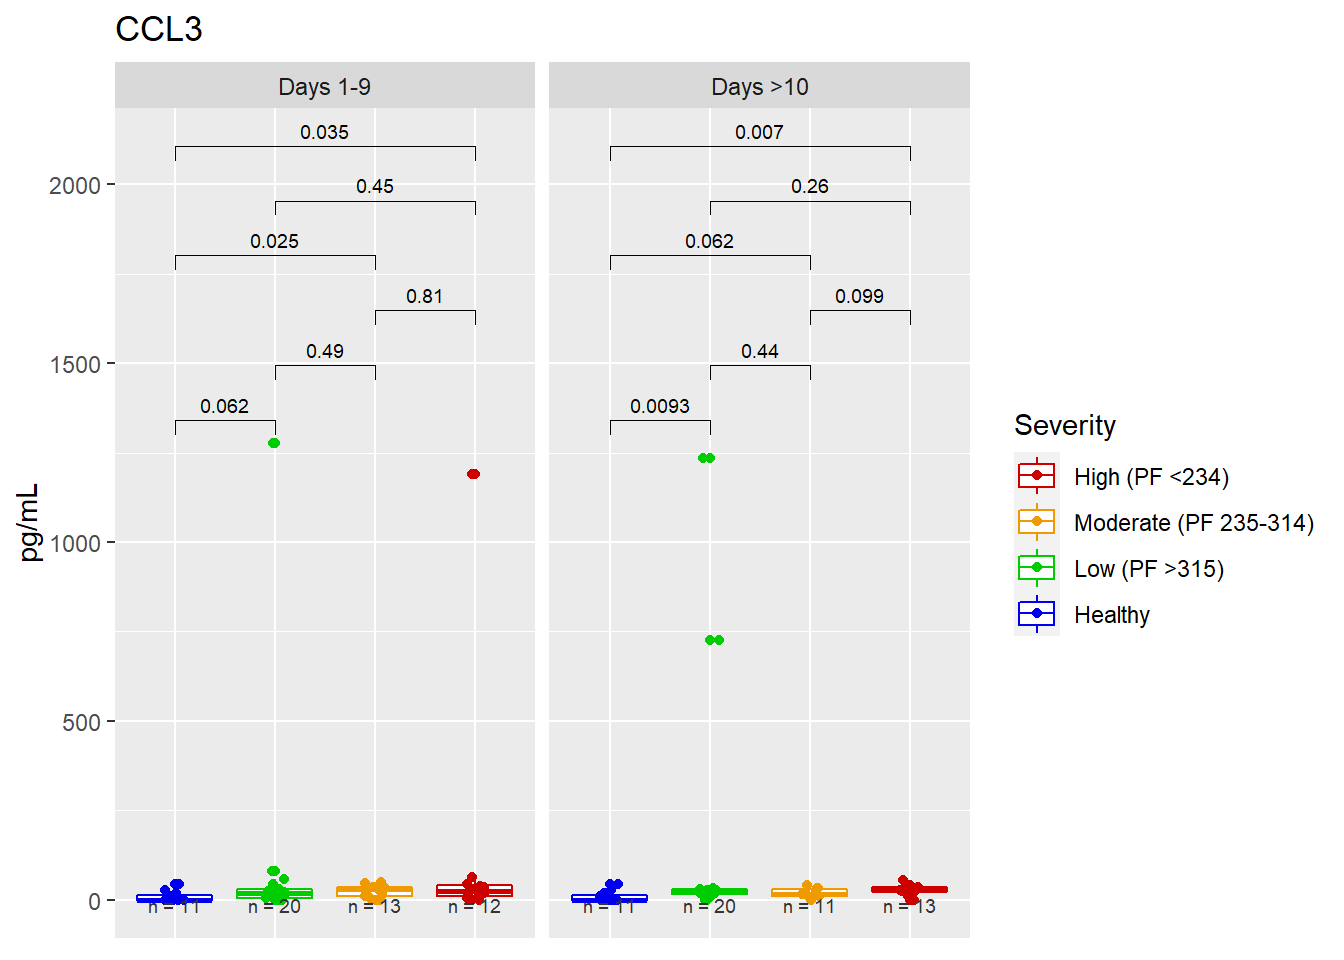 CCL3
Days 1-9
Days >10
0.035
0.007
2000
0.45
0.26
0.025
0.062
0.81
0.099
1500
0.49
0.44
0.062
0.0093
Severity
High (PF <234)
Moderate (PF 235-314)
Low (PF >315)
Healthy
pg/mL
1000
500
0
n = 11
n = 20
n = 13
n = 12
n = 11
n = 20
n = 11
n = 13